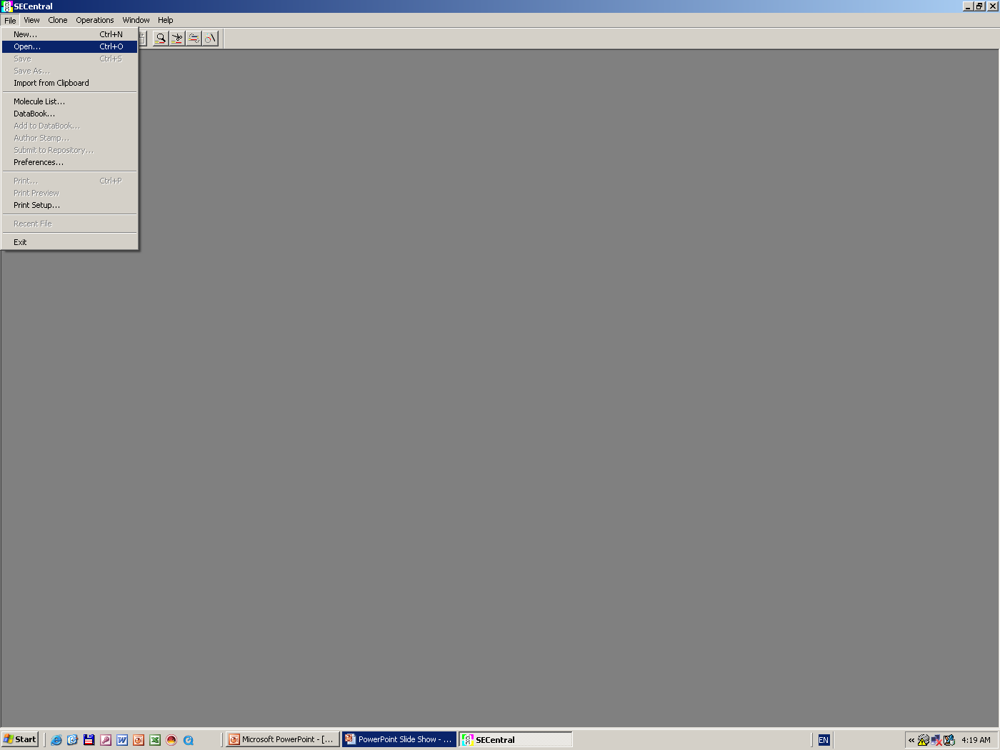 SECentral
File View Clone Operations Window Help
New... Ctrl+N
Open... Ctrl+O
Save Ctrl+S
Save As...
Import from Clipboard
Molecule List...
DataBook...
Add to DataBook...
Author Stamp...
Submit to Repository...
Preferences...
Print... Ctrl+P
Print Preview
Print Setup...
Recent File
Exit
Start Microsoft PowerPoint - [... PowerPoint Slide Show - ... SECentral EN « 4:19 AM